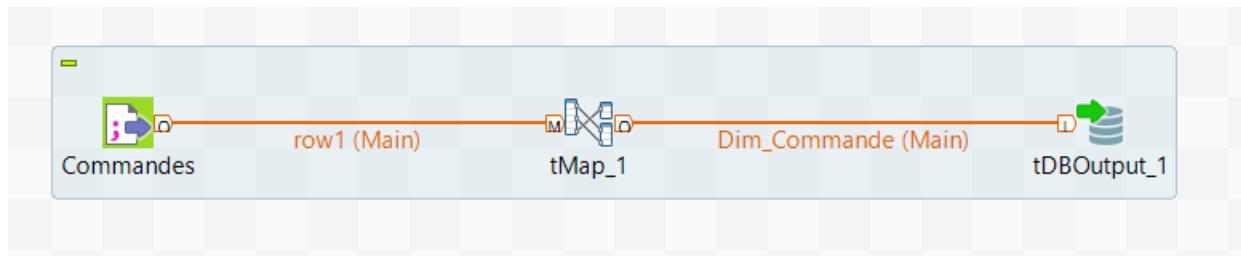 row1 (Main)
Dim_Commande (Main)
Commandes
tMap_1
tDBOutput_1